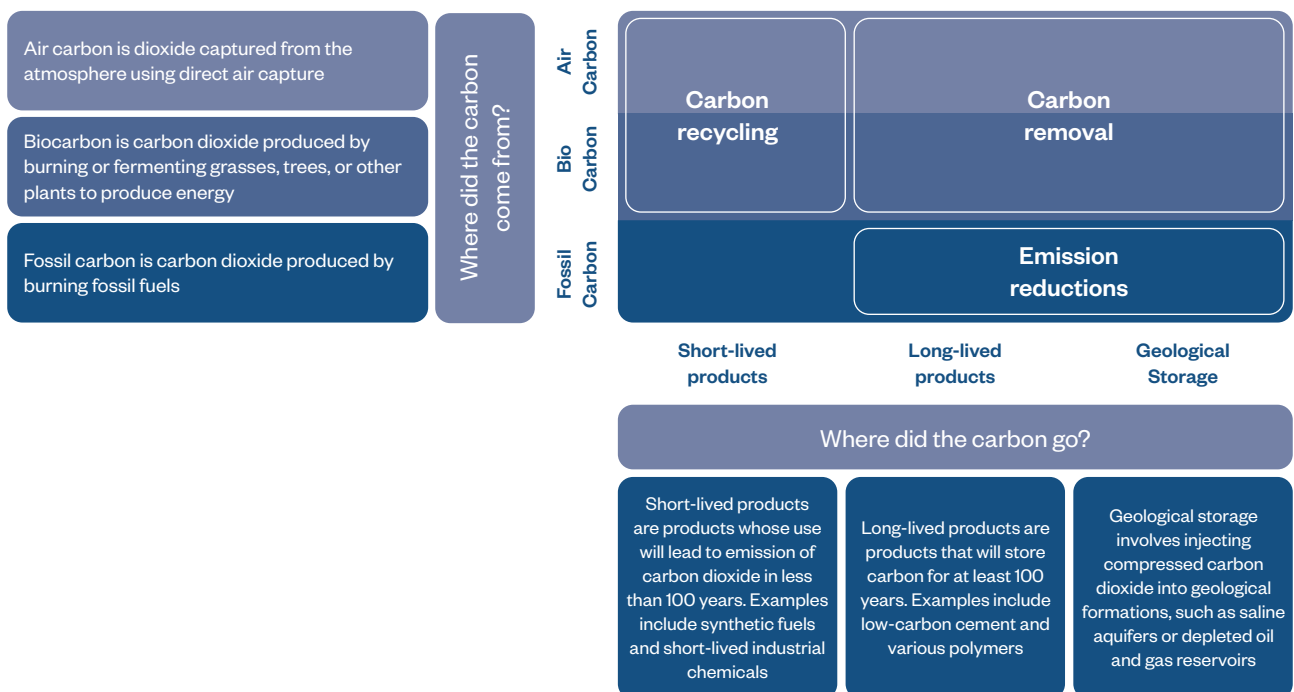 Air carbon is dioxide captured from the
atmosphere using direct air capture
Biocarbon is carbon dioxide produced by
burning or fermenting grasses, trees, or other
plants to produce energy
Fossil carbon is carbon dioxide produced by
burning fossil fuels
Where did the carbon
come from?
Air
Carbon
Bio
Carbon
Fossil
Carbon
Carbon
recycling
Carbon
removal
Emission
reductions
Short-lived
products
Long-lived
products
Geological
Storage
Where did the carbon go?
Short-lived products
are products whose use
will lead to emission of
carbon dioxide in less
than 100 years. Examples
include synthetic fuels
and short-lived industrial
chemicals
Long-lived products are
products that will store
carbon for at least 100
years. Examples include
low-carbon cement and
various polymers
Geological storage
involves injecting
compressed carbon
dioxide into geological
formations, such as saline
aquifers or depleted oil
and gas reservoirs